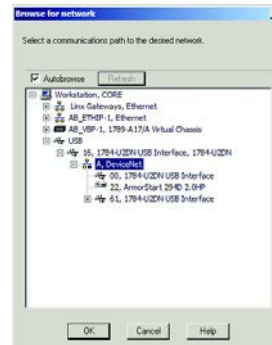 Browse for network
Select a communications path to the desired network.
Autobrowse
Refresh
Workstation, CORE
Linx Gateways, Ethernet
AB_ETHIP-1, Ethernet
AB_VBP-1, 1789-A17/A Virtual Chassis
USB
16, 1784-U2DN USB Interface, 1784-U2DN
A, DeviceNet
00, 1784-U2DN USB Interface
22, ArmorStart 294D 2.0HP
61, 1784-U2DN USB Interface
OK
Cancel
Help